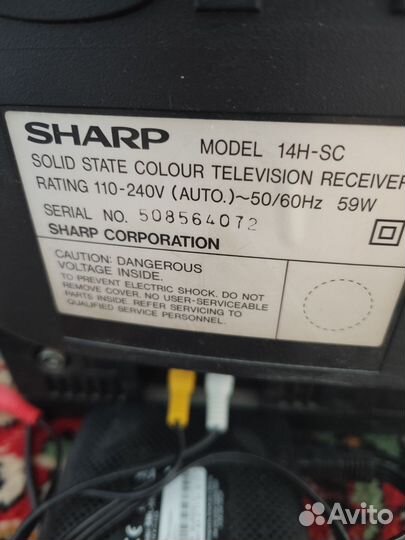 SHARP MODEL 14H-SC
SOLID STATE COLOUR TELEVISION RECEIVER
RATING 110-240V (AUTO.)~50/60Hz 59W
SERIAL NO. 508564072
SHARP CORPORATION
CAUTION: DANGEROUS
VOLTAGE INSIDE.
TO PREVENT ELECTRIC SHOCK. DO NOT
REMOVE COVER. NO USER-SERVICEABLE
PARTS INSIDE. REFER SERVICING TO
QUALIFIED SERVICE PERSONNEL.
Avito